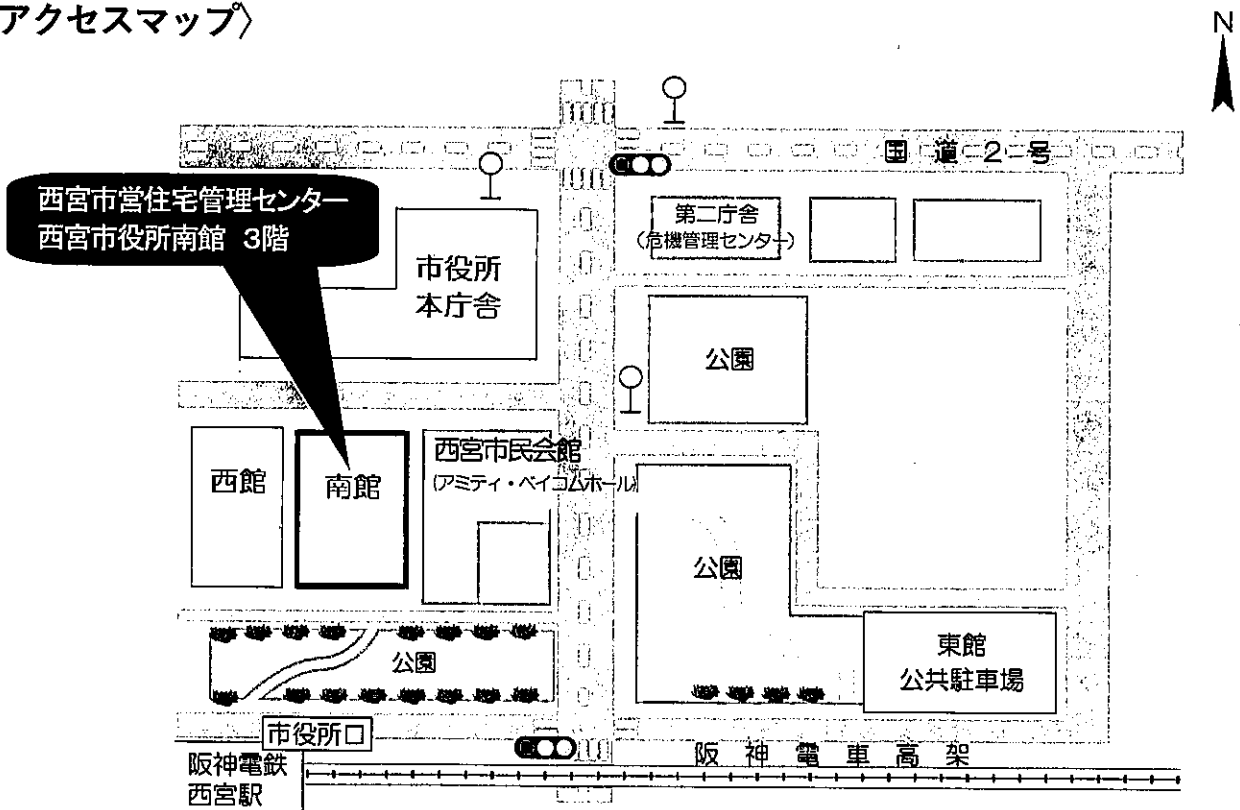 アクセスマップ〉
N
国道2号
西宮市営住宅管理センター
西宮市役所南館 3階
第二庁舎
(危機管理センター)
市役所
本庁舎
公園
西館
南館
西宮市民会館
(アミティ・ベイコムホール)
公園
公園
東館
公共駐車場
市役所口
阪神電鉄
西宮駅
阪神電車高架